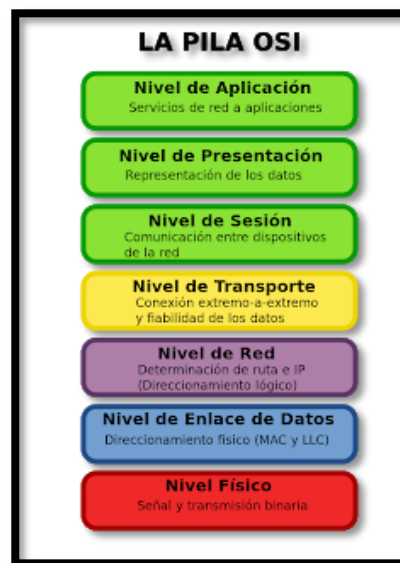 LA PILA OSI
Nivel de Aplicación
Servicios de red a aplicaciones
Nivel de Presentación
Representación de los datos
Nivel de Sesión
Comunicación entre dispositivos
de la red
Nivel de Transporte
Conexión extremo-a-extremo
y fiabilidad de los datos
Nivel de Red
Determinación de ruta e IP
(Direccionamiento lógico)
Nivel de Enlace de Datos
Direccionamiento físico (MAC y LLC)
Nivel Físico
Señal y transmisión binaria